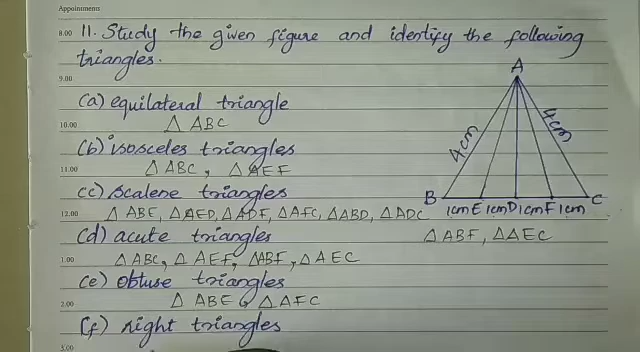 Appointments
8.00 11. Study the given figure and identify the following
triangles.
9.00
(a) equilateral triangle
10.00 △ ABC
(b) isosceles triangles
11.00 △ ABC, △ AEF
(c) scalene triangles
12.00 △ ABE, △AED, △ADF, △AFC, △ABD, △ADC
△ABF, △AEC
(d) acute triangles
1.00 △ABC, △ AEF, △ABF, △AEC
(e) obtuse triangles
2.00 △ ABE, △AFC
(f) right triangles
3.00
A
4cm 4cm
B 1cm E 1cm D 1cm F 1cm C